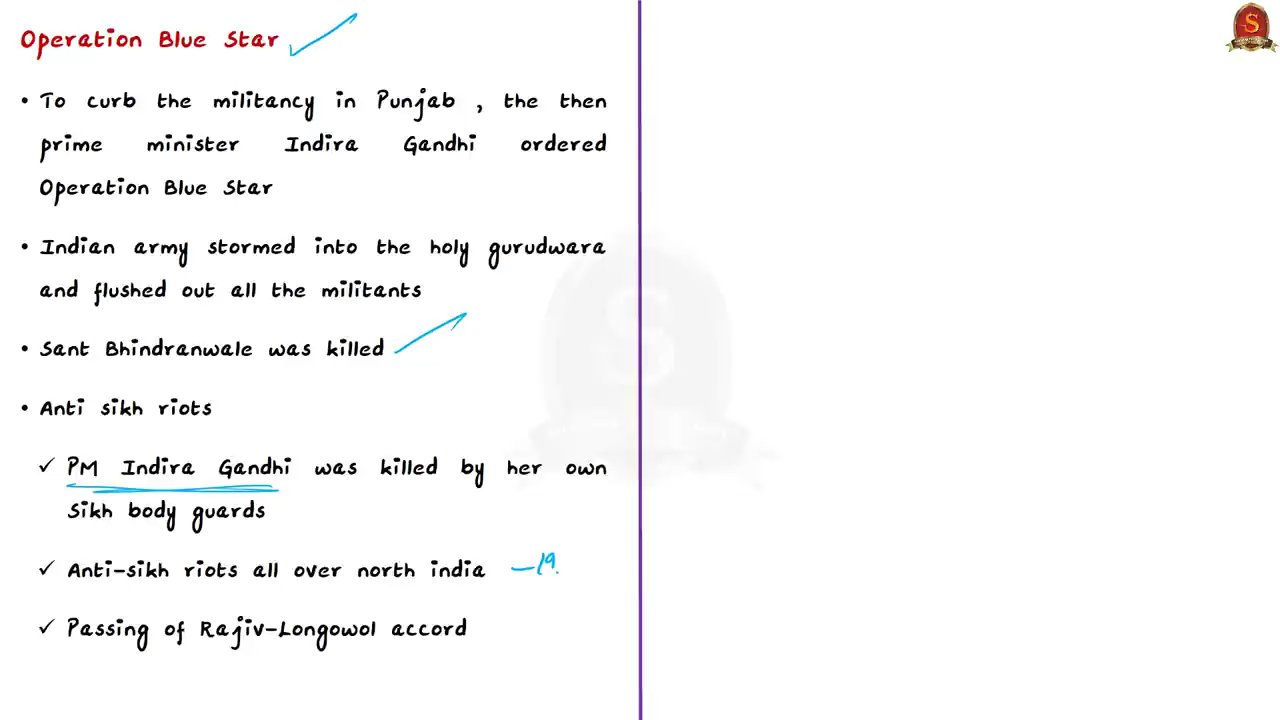 Operation Blue Star
• To curb the militancy in Punjab , the then
prime minister Indira Gandhi ordered
Operation Blue Star
• Indian army stormed into the holy gurudwara
and flushed out all the militants
• Sant Bhindranwale was killed
• Anti sikh riots
✓ PM Indira Gandhi was killed by her own
Sikh body guards
✓ Anti-sikh riots all over north india – 19
✓ Passing of Rajiv-Longowol accord